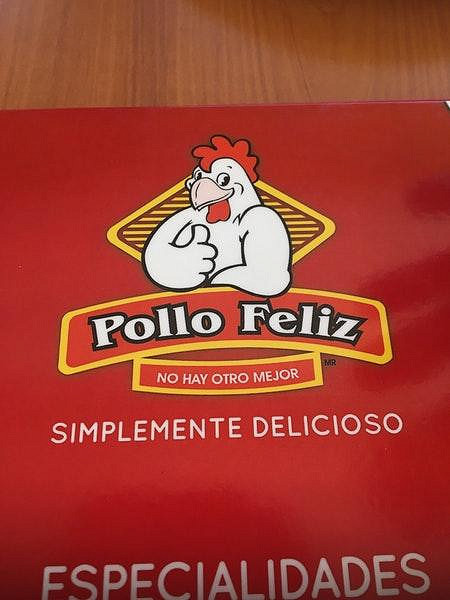 Pollo Feliz
MR
NO HAY OTRO MEJOR
SIMPLEMENTE DELICIOSO
ESPECIALIDADES